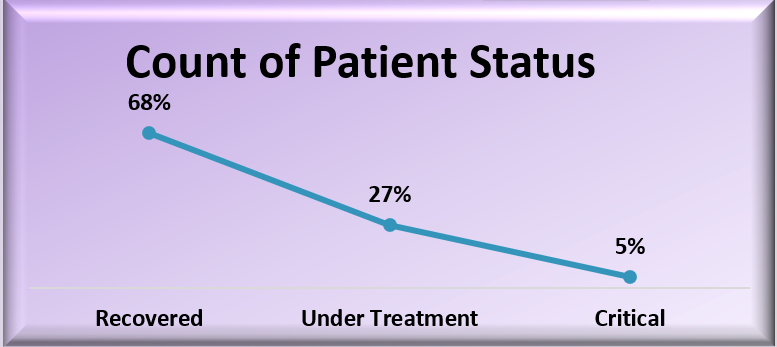 Count of Patient Status
68%
27%
5%
Recovered
Under Treatment
Critical